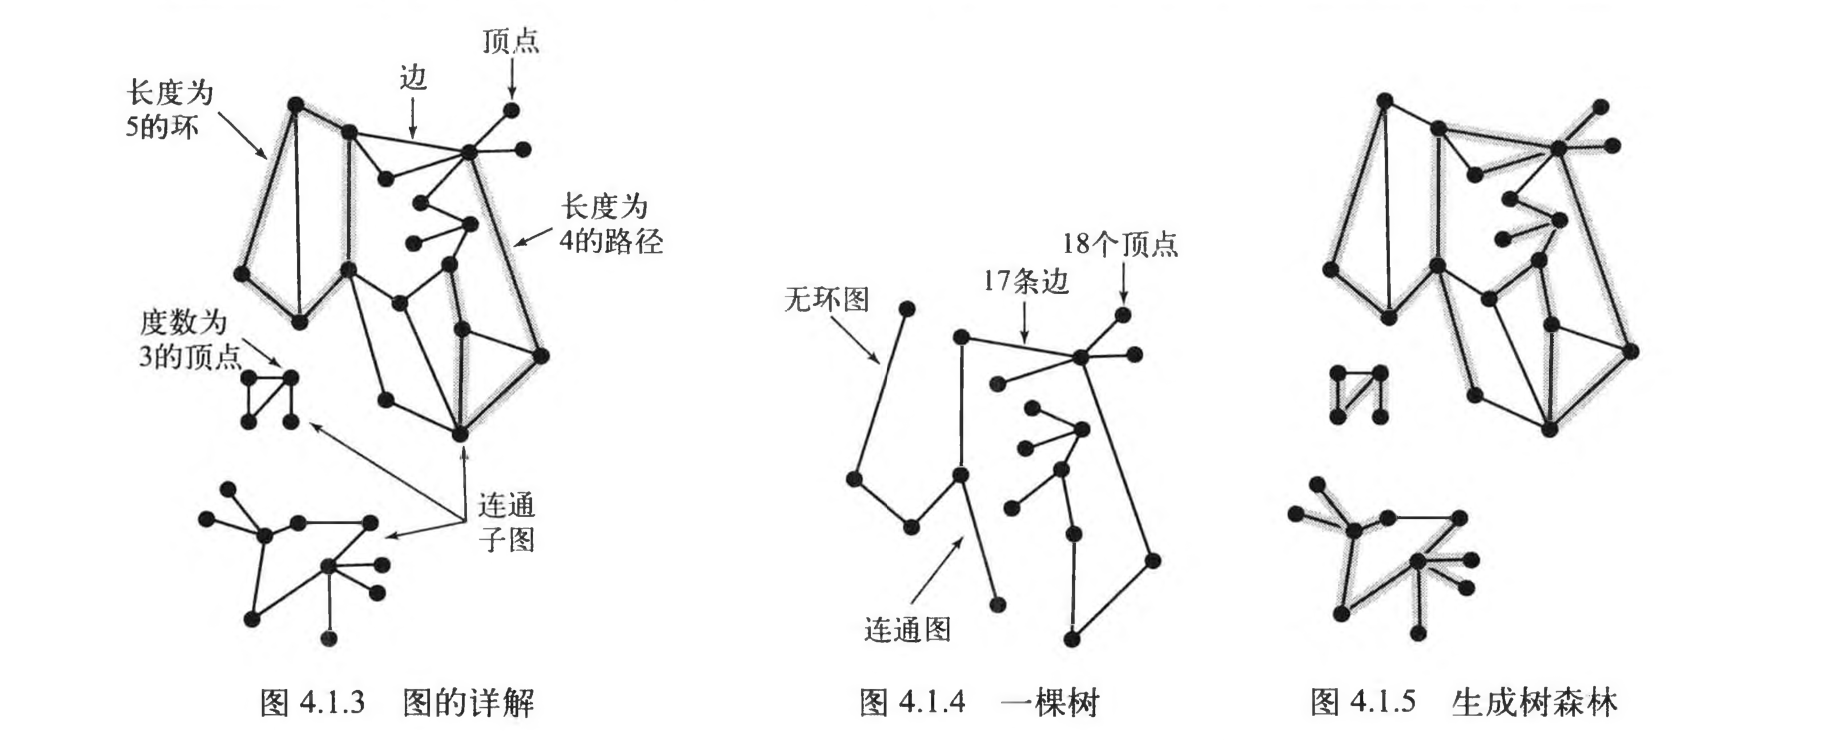 顶点
边
长度为
5的环
长度为
4的路径
度数为
3的顶点
连通
子图
图 4.1.3 图的详解
18个顶点
17条边
无环图
连通图
图 4.1.4 一棵树
图 4.1.5 生成树森林